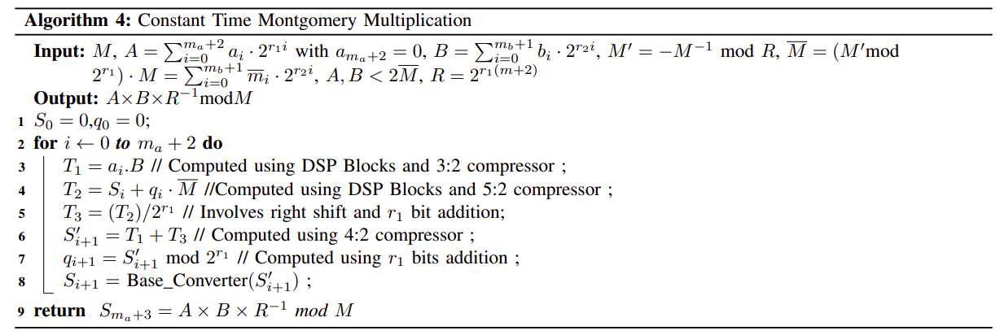 Algorithm 4: Constant Time Montgomery Multiplication
Input: $M$, $A = \sum_{i=0}^{m_a+2} a_i \cdot 2^{r_1 i}$ with $a_{m_a+2} = 0$, $B = \sum_{i=0}^{m_b+1} b_i \cdot 2^{r_2 i}$, $M' = -M^{-1}$ mod $R$, $\overline{M} = (M'$mod
$2^{r_1}) \cdot M = \sum_{i=0}^{m_b+1} \overline{m}_i \cdot 2^{r_2 i}$, $A, B < 2\overline{M}$, $R = 2^{r_1(m+2)}$
Output: $A \times B \times R^{-1}$mod$M$
1 $S_0 = 0$,$q_0 = 0$;
2 for $i \leftarrow 0$ to $m_a + 2$ do
3 $T_1 = a_i.B$ // Computed using DSP Blocks and 3:2 compressor ;
4 $T_2 = S_i + q_i \cdot \overline{M}$ //Computed using DSP Blocks and 5:2 compressor ;
5 $T_3 = (T_2)/2^{r_1}$ // Involves right shift and $r_1$ bit addition;
6 $S'_{i+1} = T_1 + T_3$ // Computed using 4:2 compressor ;
7 $q_{i+1} = S'_{i+1}$ mod $2^{r_1}$ // Computed using $r_1$ bits addition ;
8 $S_{i+1}$ = Base_Converter($S'_{i+1}$) ;
9 return $S_{m_a+3} = A \times B \times R^{-1}$ mod $M$